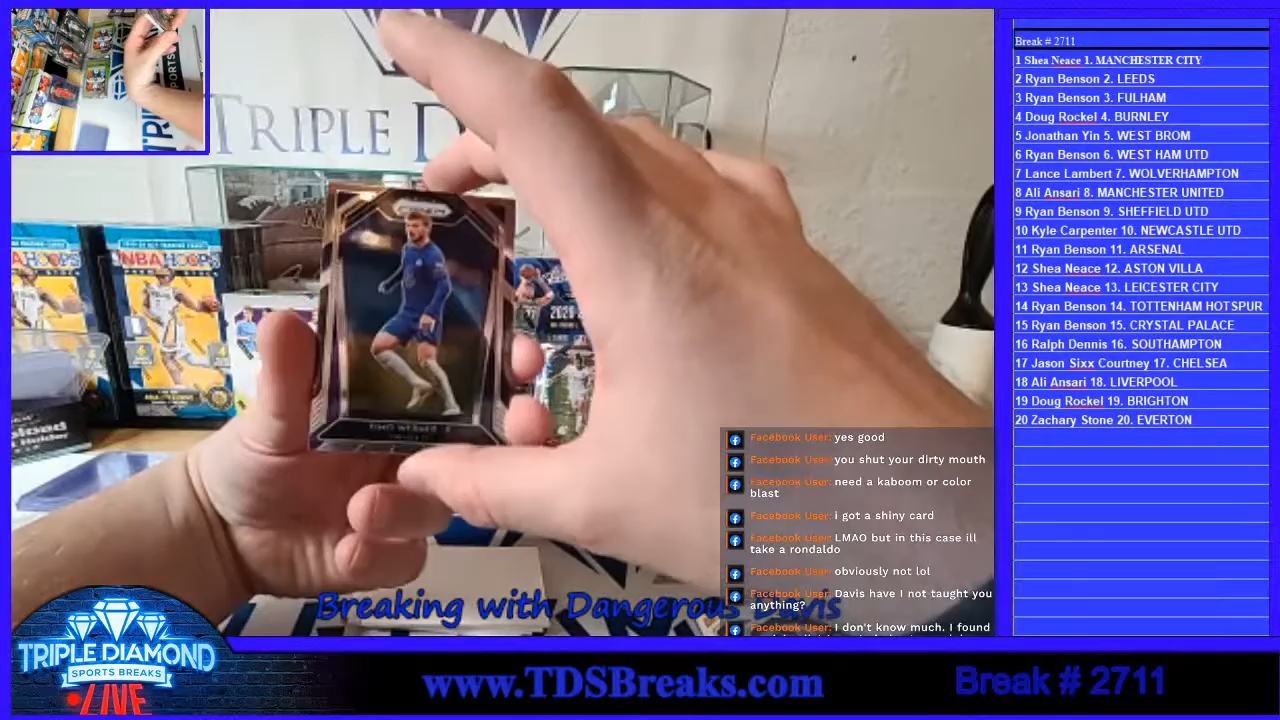 TRIPLE D
NBA HOOPS
PRIZM
Break # 2711
1 Shea Neace 1. MANCHESTER CITY
2 Ryan Benson 2. LEEDS
3 Ryan Benson 3. FULHAM
4 Doug Rockel 4. BURNLEY
5 Jonathan Yin 5. WEST BROM
6 Ryan Benson 6. WEST HAM UTD
7 Lance Lambert 7. WOLVERHAMPTON
8 Ali Ansari 8. MANCHESTER UNITED
9 Ryan Benson 9. SHEFFIELD UTD
10 Kyle Carpenter 10. NEWCASTLE UTD
11 Ryan Benson 11. ARSENAL
12 Shea Neace 12. ASTON VILLA
13 Shea Neace 13. LEICESTER CITY
14 Ryan Benson 14. TOTTENHAM HOTSPUR
15 Ryan Benson 15. CRYSTAL PALACE
16 Ralph Dennis 16. SOUTHAMPTON
17 Jason Sixx Courtney 17. CHELSEA
18 Ali Ansari 18. LIVERPOOL
19 Doug Rockel 19. BRIGHTON
20 Zachary Stone 20. EVERTON
Facebook User: yes good
Facebook User: you shut your dirty mouth
Facebook User: need a kaboom or color
blast
Facebook User: i got a shiny card
Facebook User: LMAO but in this case ill
take a rondaldo
Facebook User: obviously not lol
Facebook User: Davis have I not taught you
anything?
Facebook User: I don't know much. I found
Breaking with Dangerous Davis
TRIPLE DIAMOND
SPORTS BREAKS
LIVE
www.TDSBreaks.com
Break # 2711